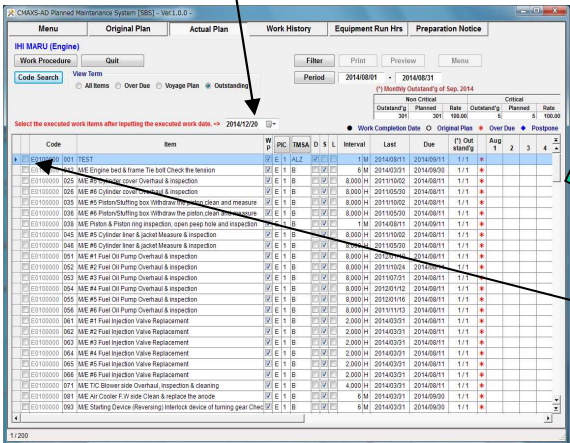 CMAXS-AD Planned Maintenance System [SBS] - Ver.1.0.0 -
Menu Original Plan Actual Plan Work History Equipment Run Hrs Preparation Notice
IHI MARU (Engine)
Work Procedure Quit Filter Print Preview Menu
Code Search View Term All Items Over Due Voyage Plan Outstanding Period 2014/08/01 - 2014/08/31
(*) Monthly Outstand'g of Sep. 2014
Non Critical Critical
Outstand'g Planned Rate Outstand'g Planned Rate
301 301 100.00 5 5 100.00
Select the executed work items after inputting the executed work date. -> 2014/12/20
● Work Completion Date O Original Plan ✳ Over Due ◆ Postpone
Code Item W P PIC TMSA D S L Interval Last Due (*) Out stand'g Aug 1 2 3 4
E0100000 001 TEST E 1 ALZ 1 M 2014/08/11 2014/09/11 1 / 1 ✳
M/E Engine bed & frame Tie bolt Check the tension E 1 B 6 M 2014/03/31 2014/09/30 1 / 1 ✳
E0100000 025 M/E #5 Cylinder cover Overhaul & inspection E 1 B 8,000 H 2011/10/02 2014/08/11 1 / 1 ✳
E0100000 026 M/E #6 Cylinder cover Overhaul & inspection E 1 B 8,000 H 2011/05/30 2014/08/11 1 / 1 ✳
E0100000 035 M/E #5 Piston/Stuffing box Withdraw the piston,clean and measure E 1 B 8,000 H 2011/10/02 2014/08/11 1 / 1 ✳
E0100000 036 M/E #6 Piston/Stuffing box Withdraw the piston,clean and measure E 1 B 8,000 H 2011/05/30 2014/08/11 1 / 1 ✳
E0100000 038 M/E Piston & Piston ring inspection, open peep hole and inspection E 1 B 1 M 2014/08/11 2014/09/11 1 / 1 ✳
E0100000 045 M/E #5 Cylinder liner & jacket Measure & inspection E 1 B 8,000 H 2011/10/02 2014/08/11 1 / 1 ✳
E0100000 046 M/E #6 Cylinder liner & jacket Measure & inspection E 1 B 8,000 H 2011/05/30 2014/08/11 1 / 1 ✳
E0100000 051 M/E #1 Fuel Oil Pump Overhaul & inspection E 1 B 8,000 H 2014/08/11 1 / 1 ✳
E0100000 052 M/E #2 Fuel Oil Pump Overhaul & inspection E 1 B 8,000 H 2011/10/24 2014/08/11 1 / 1 ✳
E0100000 053 M/E #3 Fuel Oil Pump Overhaul & inspection E 1 B 8,000 H 2011/07/31 2014/08/11 1 / 1 ✳
E0100000 054 M/E #4 Fuel Oil Pump Overhaul & inspection E 1 B 8,000 H 2014/01/12 2014/08/11 1 / 1 ✳
E0100000 055 M/E #5 Fuel Oil Pump Overhaul & inspection E 1 B 8,000 H 2012/01/16 2014/08/11 1 / 1 ✳
E0100000 056 M/E #6 Fuel Oil Pump Overhaul & inspection E 1 B 8,000 H 2011/11/13 2014/08/11 1 / 1 ✳
E0100000 061 M/E #1 Fuel Injection Valve Replacement E 1 B 2,000 H 2014/03/31 2014/08/11 1 / 1 ✳
E0100000 062 M/E #2 Fuel Injection Valve Replacement E 1 B 2,000 H 2014/03/31 2014/08/11 1 / 1 ✳
E0100000 063 M/E #3 Fuel Injection Valve Replacement E 1 B 2,000 H 2014/03/31 2014/08/11 1 / 1 ✳
E0100000 064 M/E #4 Fuel Injection Valve Replacement E 1 B 2,000 H 2014/03/31 2014/08/11 1 / 1 ✳
E0100000 065 M/E #5 Fuel Injection Valve Replacement E 1 B 2,000 H 2014/03/31 2014/08/11 1 / 1 ✳
E0100000 066 M/E #6 Fuel Injection Valve Replacement E 1 B 2,000 H 2014/03/31 2014/08/11 1 / 1 ✳
E0100000 071 M/E T/C Blower side Overhaul, inspection & cleaning E 1 B 4,000 H 2014/03/31 2014/08/11 1 / 1 ✳
E0100000 081 M/E Air Cooler F.W side Clean & replace the anode E 1 B 6 M 2014/03/31 2014/09/30 1 / 1 ✳
E0100000 093 M/E Starting Device (Reversing) Interlock device of turning gear Chec E 1 B 6 M 2014/03/31 2014/09/30 1 / 1 ✳
1 / 200